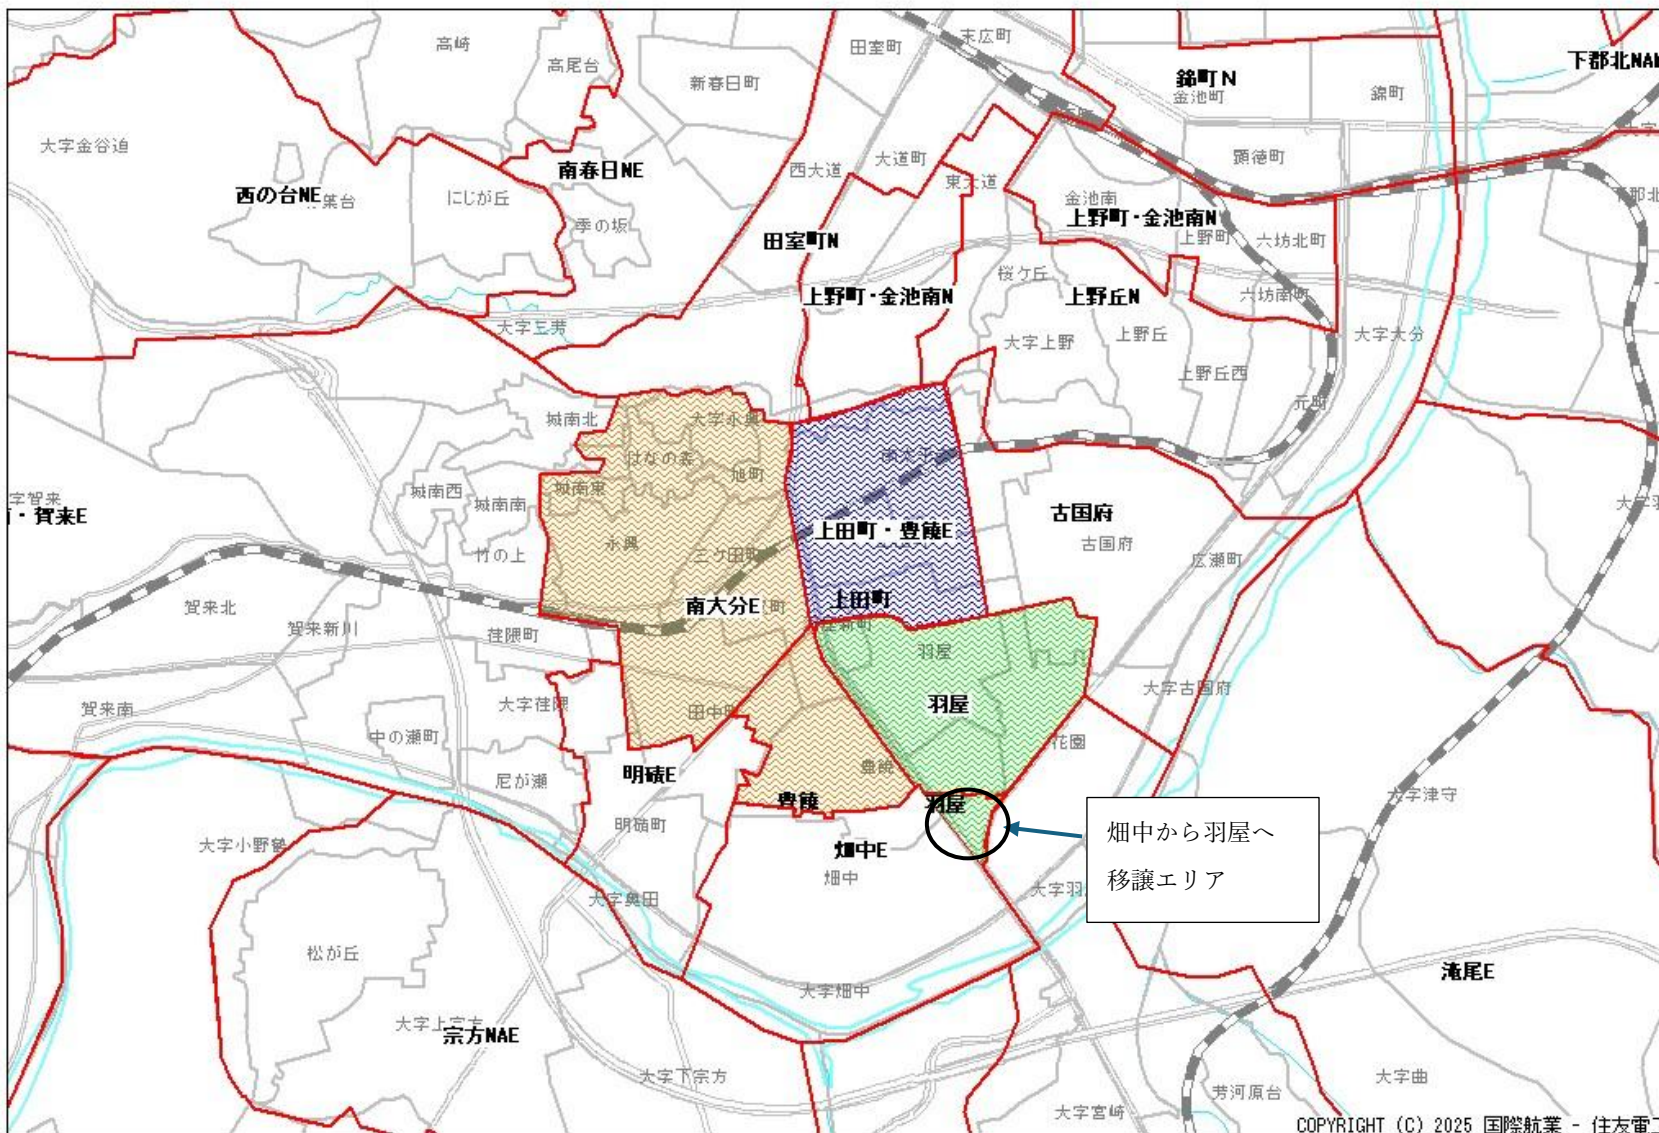 高崎
末広町
田室町
高尾台
下郡北NAN
新春日町
錦町N
金池町
錦町
大字金谷迫
顕徳町
大道町
西大道
南春日NE
東大道
西の台NE
葉台
にじが丘
金池南
郡北
季の坂
上野町・金池南N
田室町N
上野町
六坊北町
桜ケ丘
上野町・金池南N
上野丘N
六坊南町
大字三芳
大字上野
上野丘
大字大分
上野丘西
元町
城南北
大字永興
はなの森
旭町
城南西
城南東
字賀来
城南南
・賀来E
古国府
上田町・豊饒E
永興
古国府
竹の上
三ケ田町
広瀬町
賀来北
南大分E
上田町
賀来新川
荏隈町
羽屋
大字古国府
大字荏隈
羽屋
賀来南
田中町
中の瀬町
花園
豊饒
明磧E
尼が瀬
大字津守
豊饒
羽屋
明磧町
畑中から羽屋へ
移譲エリア
大字小野鶴
畑中E
畑中
大字奥田
松が丘
滝尾E
大字畑中
大字上宗方
宗方NAE
大字下宗方
大字曲
芳河原台
大字宮崎
COPYRIGHT (C) 2025 国際航業 - 住友電工